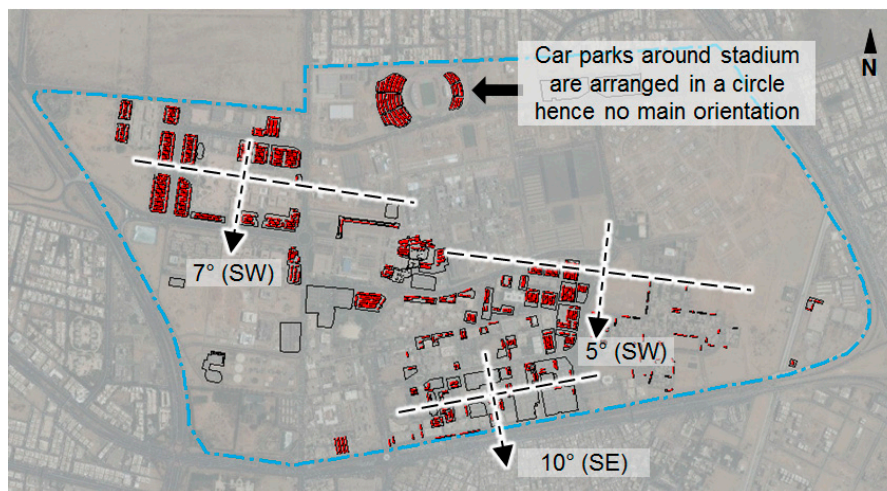 Car parks around stadium
are arranged in a circle
hence no main orientation
N
7° (SW)
5° (SW)
10° (SE)